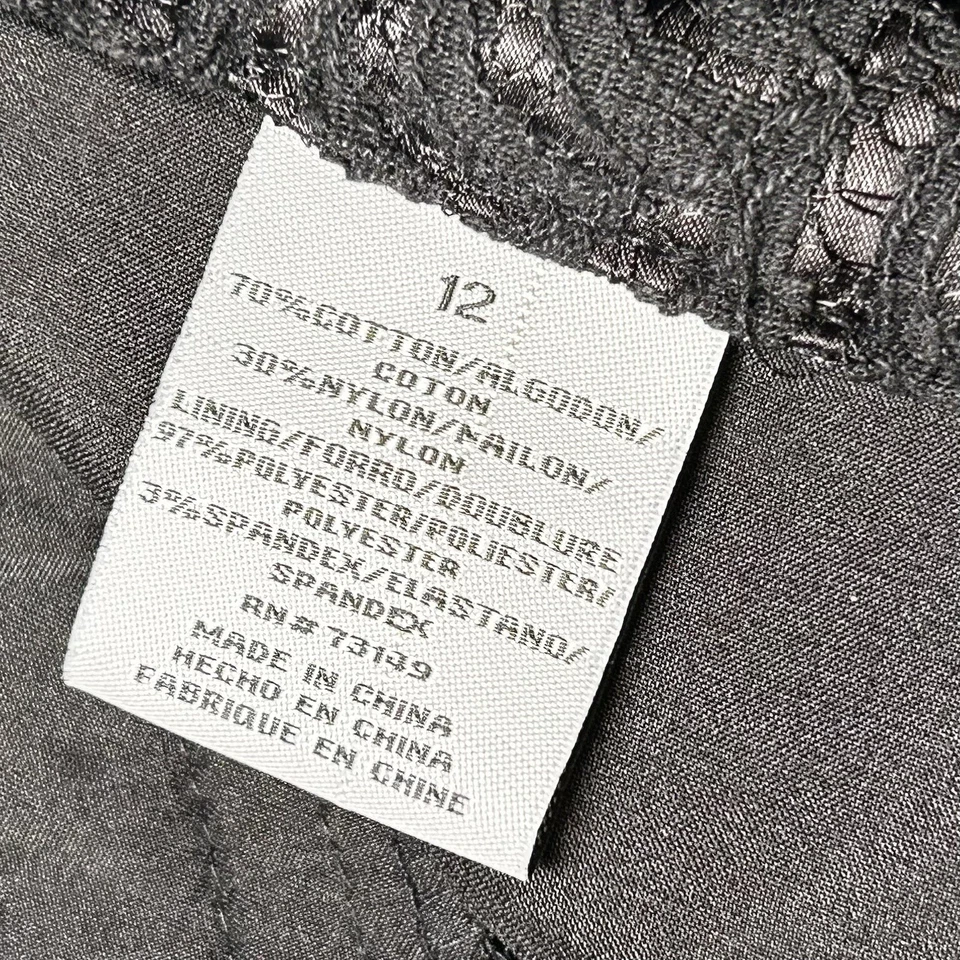 12
70%COTTON/ALGODON/
COTON
30%NYLON/NAILON/
NYLON
LINING/FORRO/DOUBLURE
97%POLYESTER/POLIESTER/
POLYESTER
3%SPANDEX/ELASTANO/
SPANDEX
RN# 73149
MADE IN CHINA
HECHO EN CHINA
FABRIQUE EN CHINE